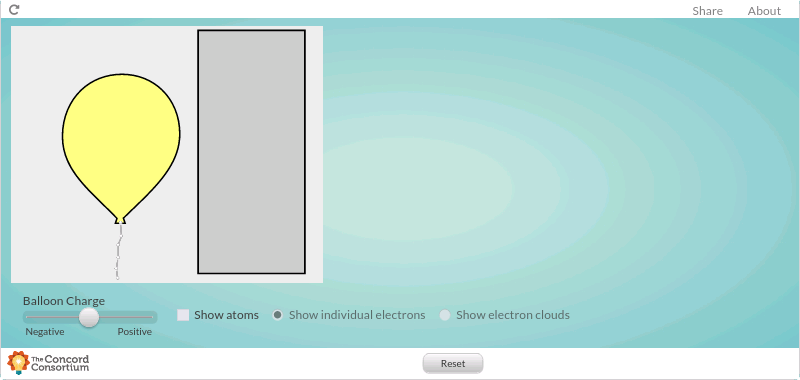 Share About
Balloon Charge
Negative Positive
Show atoms Show individual electrons Show electron clouds
The Concord
Consortium
Reset